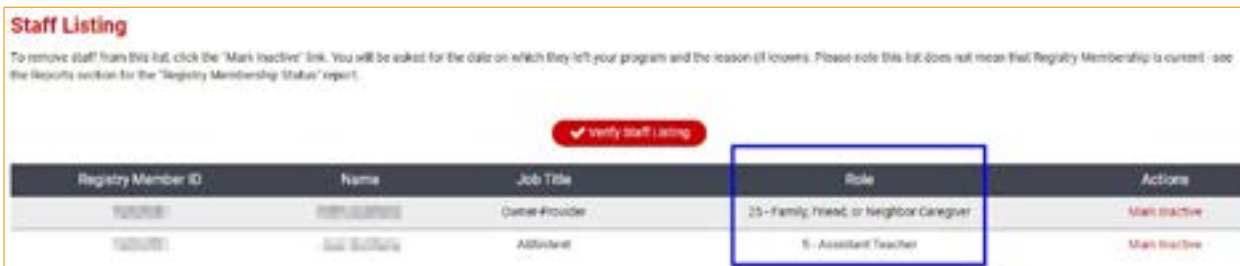 Staff Listing
To remove staff from this list, click the "Mark Inactive" link. You will be asked for the date on which they left your program and the reason (if known). Please note this list does not mean that Registry Membership is current - see
the Reports section for the "Registry Membership Status" report.
Verify Staff Listing
Registry Member ID Name Job Title Role Actions
Owner-Provider 25 - Family, Friend, or Neighbor Caregiver Mark Inactive
Assistant 5 - Assistant Teacher Mark Inactive